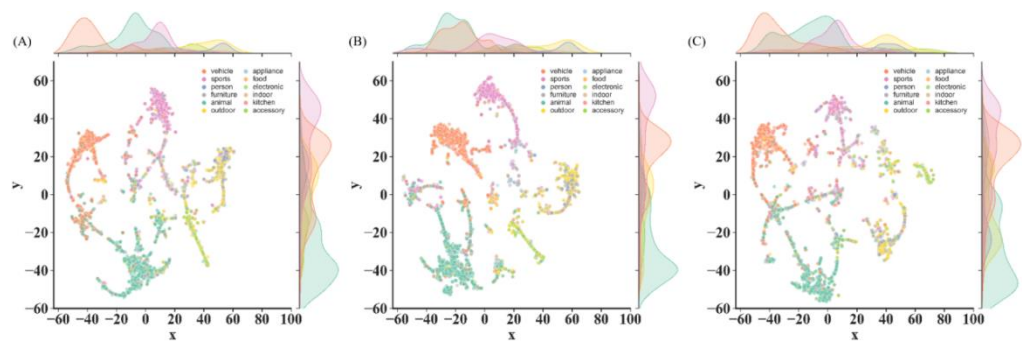 (A)
60
40
20
0
−20
−40
−60
y
−60 −40 −20 0 20 40 60 80 100
x
vehicle appliance
sports food
person electronic
furniture indoor
animal kitchen
outdoor accessory
(B)
60
40
20
0
−20
−40
−60
y
−60 −40 −20 0 20 40 60 80 100
x
vehicle appliance
sports food
person electronic
furniture indoor
animal kitchen
outdoor accessory
(C)
60
40
20
0
−20
−40
−60
y
−60 −40 −20 0 20 40 60 80 100
x
vehicle appliance
sports food
person electronic
furniture indoor
animal kitchen
outdoor accessory